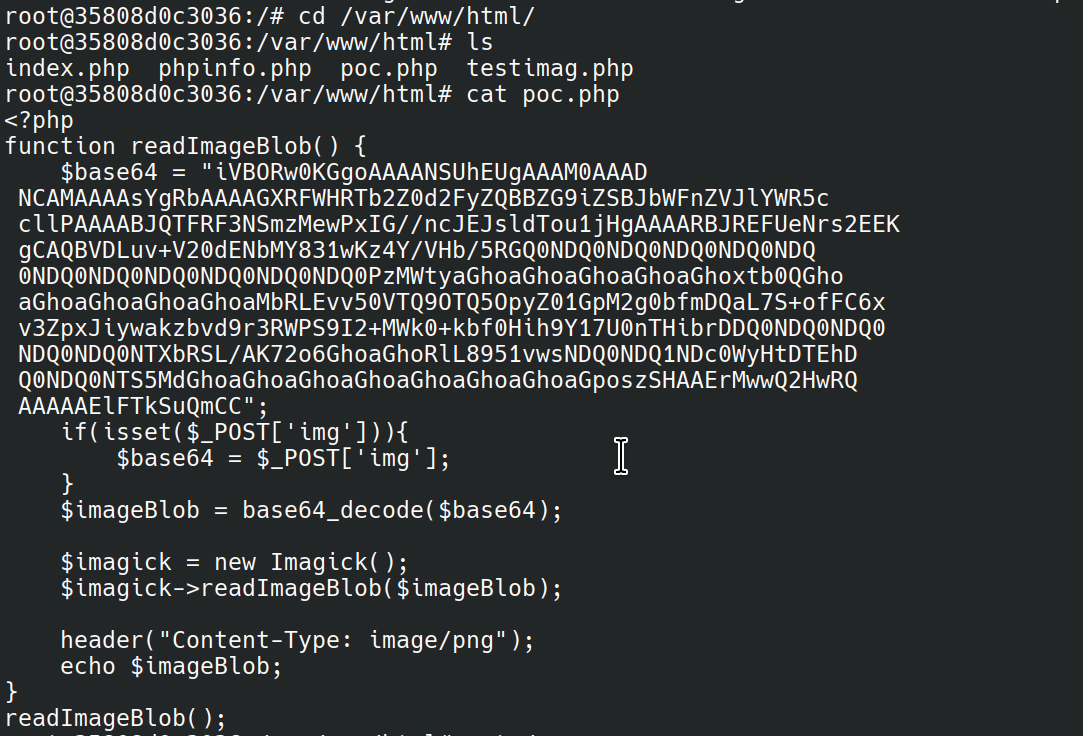 root@35808d0c3036:/# cd /var/www/html/
root@35808d0c3036:/var/www/html# ls
index.php  phpinfo.php  poc.php  testimag.php
root@35808d0c3036:/var/www/html# cat poc.php
<?php
function readImageBlob() {
    $base64 = "iVBORw0KGgoAAAANSUhEUgAAAM0AAAD
 NCAMAAAAsYgRbAAAAGXRFWHRTb2Z0d2FyZQBBZG9iZSBJbWFnZVJlYWR5c
 cllPAAAABJQTFRF3NSmzMewPxIG//ncJEJsldTou1jHgAAAARBJREFUeNrs2EEK
 gCAQBVDLuv+V20dENbMY831wKz4Y/VHb/5RGQ0NDQ0NDQ0NDQ0NDQ
 0NDQ0NDQ0NDQ0NDQ0NDQ0PzMWtyaGhoaGhoaGhoaGhoaGhoxtb0QGho
 aGhoaGhoaGhoaGhoaMbRLEvv50VTQ9OTQ5OpyZ01GpM2g0bfmDQaL7S+ofFC6x
 v3ZpxJiywakzbvd9r3RWPS9I2+MWk0+kbf0Hih9Y17U0nTHibrDDQ0NDQ0NDQ0
 NDQ0NDQ0NTXbRSL/AK72o6GhoaGhoRlL8951vwsNDQ0NDQ1NDc0WyHtDTEhD
 Q0NDQ0NTS5MdGhoaGhoaGhoaGhoaGhoaGhoaGposzSHAAErMwwQ2HwRQ
 AAAAAElFTkSuQmCC";
    if(isset($_POST['img'])){
        $base64 = $_POST['img'];
    }
    $imageBlob = base64_decode($base64);
    $imagick = new Imagick();
    $imagick->readImageBlob($imageBlob);
    header("Content-Type: image/png");
    echo $imageBlob;
}
readImageBlob();